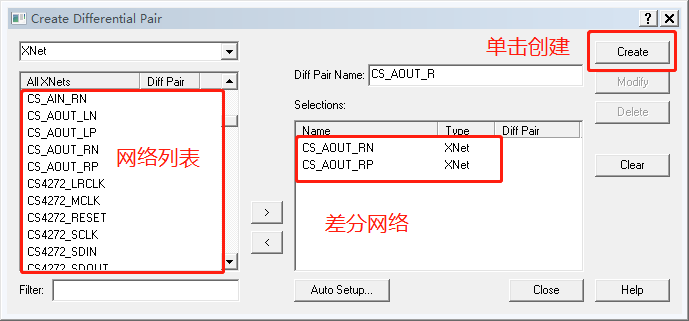 Create Differential Pair
?
XNet
单击创建
Create
Diff Pair Name: CS_AOUT_R
All XNets Diff Pair
Modify
CS_AIN_RN
CS_AOUT_LN
CS_AOUT_LP
CS_AOUT_RN
CS_AOUT_RP
CS4272_LRCLK
CS4272_MCLK
CS4272_RESET
CS4272_SCLK
CS4272_SDIN
CS4272_SDOUT
网络列表
Selections:
Delete
Name Type Diff Pair
CS_AOUT_RN XNet
CS_AOUT_RP XNet
Clear
>
<
差分网络
Filter:
Auto Setup...
Close
Help